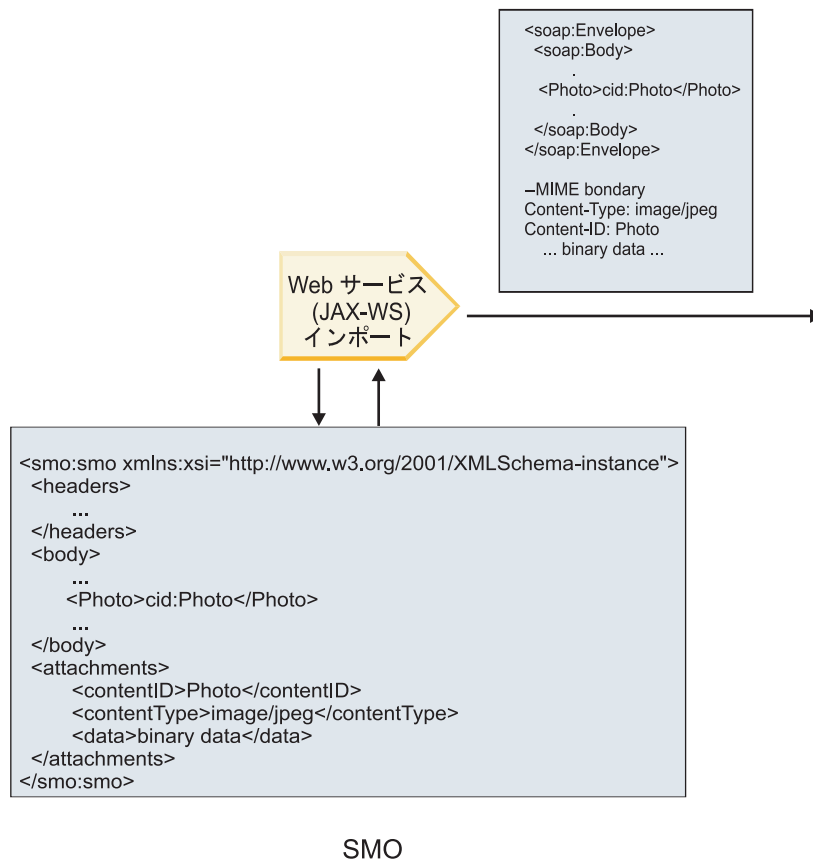 <soap:Envelope>
<soap:Body>
.
<Photo>cid:Photo</Photo>
.
</soap:Body>
</soap:Envelope>
–MIME bondary
Content-Type: image/jpeg
Content-ID: Photo
... binary data ...
Web サービス
(JAX-WS)
インポート
<smo:smo xmlns:xsi="http://www.w3.org/2001/XMLSchema-instance">
<headers>
...
</headers>
<body>
...
<Photo>cid:Photo</Photo>
...
</body>
<attachments>
<contentID>Photo</contentID>
<contentType>image/jpeg</contentType>
<data>binary data</data>
</attachments>
</smo:smo>
SMO